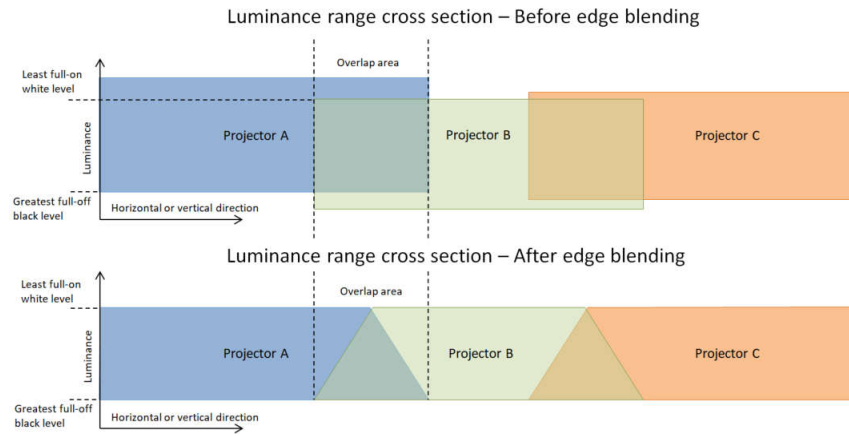 Luminance range cross section – Before edge blending
Overlap area
Least full-on
white level
Projector A
Projector B
Projector C
Luminance
Greatest full-off
black level
Horizontal or vertical direction
Luminance range cross section – After edge blending
Least full-on
white level
Overlap area
Projector A
Projector B
Projector C
Luminance
Greatest full-off
black level
Horizontal or vertical direction